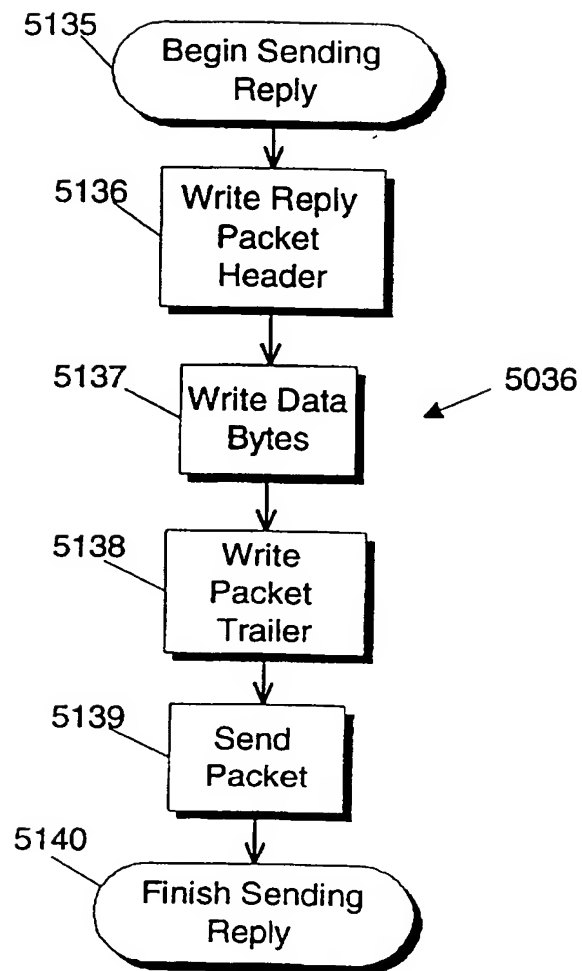 5135
Begin Sending
Reply
5136
Write Reply
Packet
Header
5137
Write Data
Bytes
5036
5138
Write
Packet
Trailer
5139
Send
Packet
5140
Finish Sending
Reply